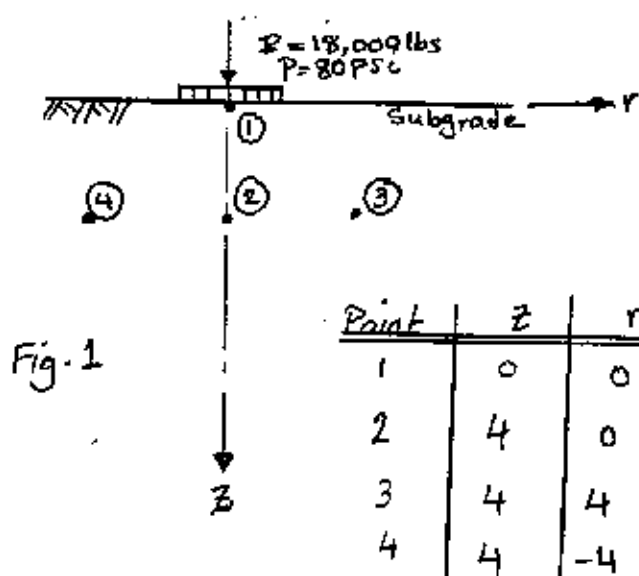 P = 18,000 lbs
P = 80 psi
r
Subgrade
①
④ ② ③
Fig. 1
Z
Point Z r
1 0 0
2 4 0
3 4 4
4 4 -4